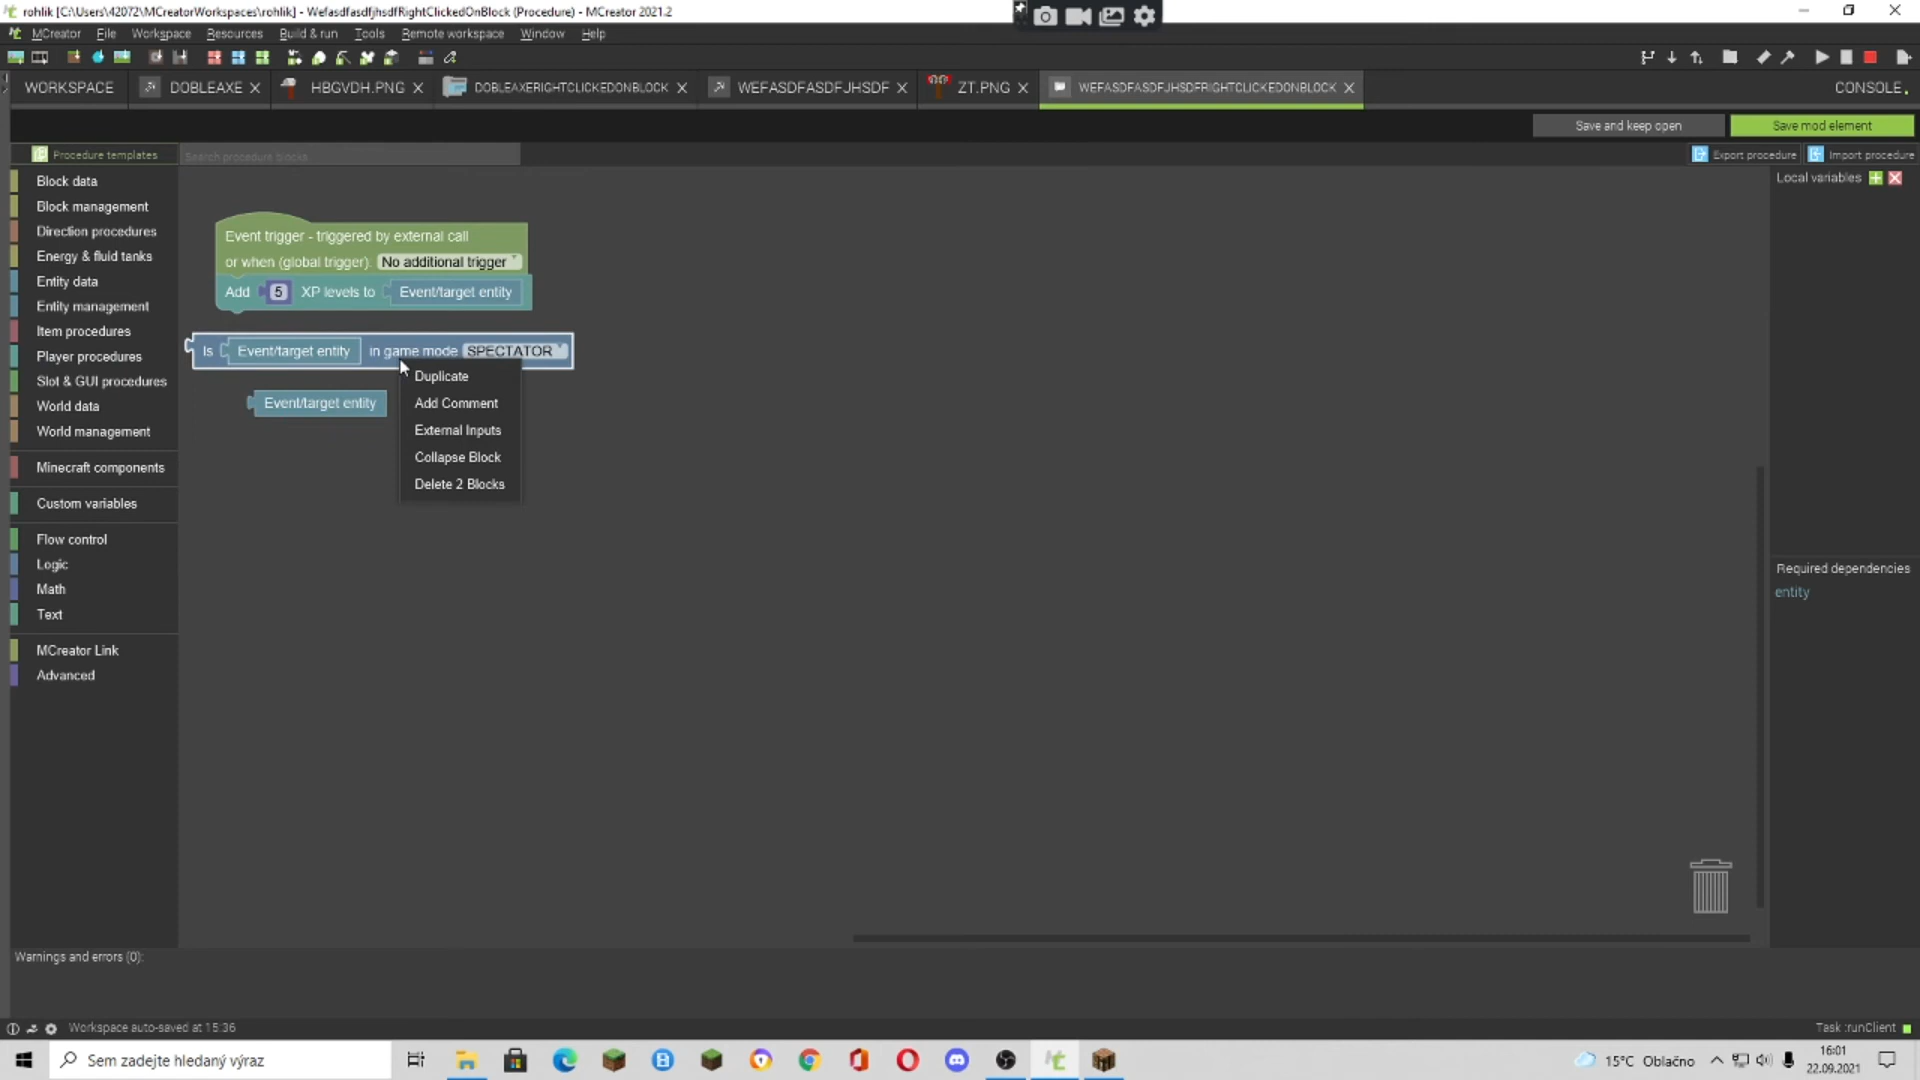 rohlik [C:\Users\42072\MCreatorWorkspaces\rohlik] - WefasdfasdfjhsdfRightClickedOnBlock (Procedure) - MCreator 2021.2
MCreator File Workspace Resources Build & run Tools Remote workspace Window Help
WORKSPACE DOBLEAXE HBGVDH.PNG DOBLEAXERIGHTCLICKEDONBLOCK WEFASDFASDFJHSDF ZT.PNG WEFASDFASDFJHSDFRIGHTCLICKEDONBLOCK CONSOLE
Save and keep open Save mod element
Procedure templates Search procedure blocks Export procedure Import procedure
Local variables
Block data
Block management
Direction procedures
Energy & fluid tanks
Entity data
Entity management
Item procedures
Player procedures
Slot & GUI procedures
World data
World management
Minecraft components
Custom variables
Flow control
Logic
Math
Text
MCreator Link
Advanced
Event trigger - triggered by external call
or when (global trigger): No additional trigger
Add 5 XP levels to Event/target entity
Is Event/target entity in game mode SPECTATOR
Event/target entity
Duplicate
Add Comment
External Inputs
Collapse Block
Delete 2 Blocks
Required dependencies
entity
Warnings and errors (0):
Workspace auto-saved at 15:36 Task :runClient
Sem zadejte hledaný výraz 15°C Oblačno 16:01
22.09.2021